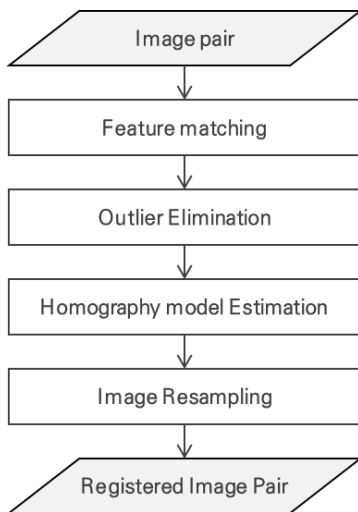 Image pair
Feature matching
Outlier Elimination
Homography model Estimation
Image Resampling
Registered Image Pair